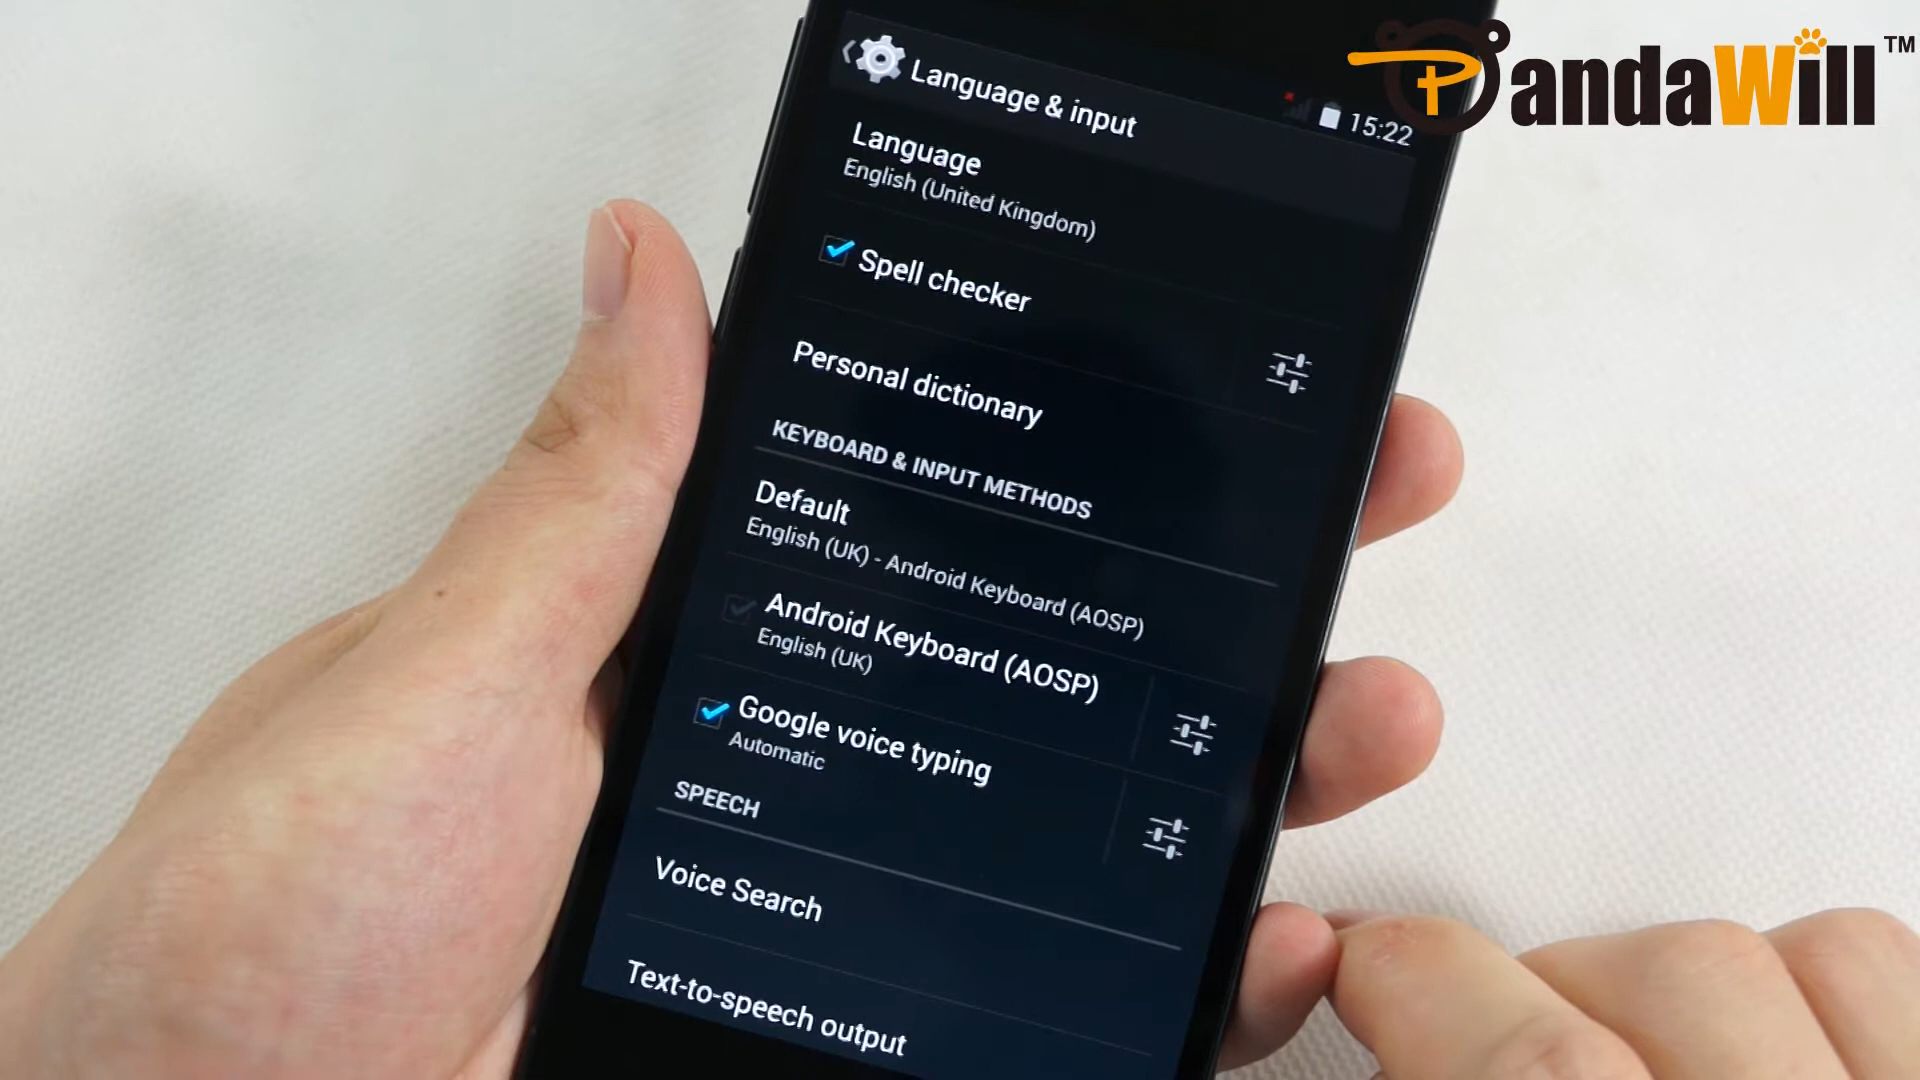 PandaWill™
15:22
Language & input
Language
English (United Kingdom)
Spell checker
Personal dictionary
KEYBOARD & INPUT METHODS
Default
English (UK) - Android Keyboard (AOSP)
Android Keyboard (AOSP)
English (UK)
Google voice typing
Automatic
SPEECH
Voice Search
Text-to-speech output